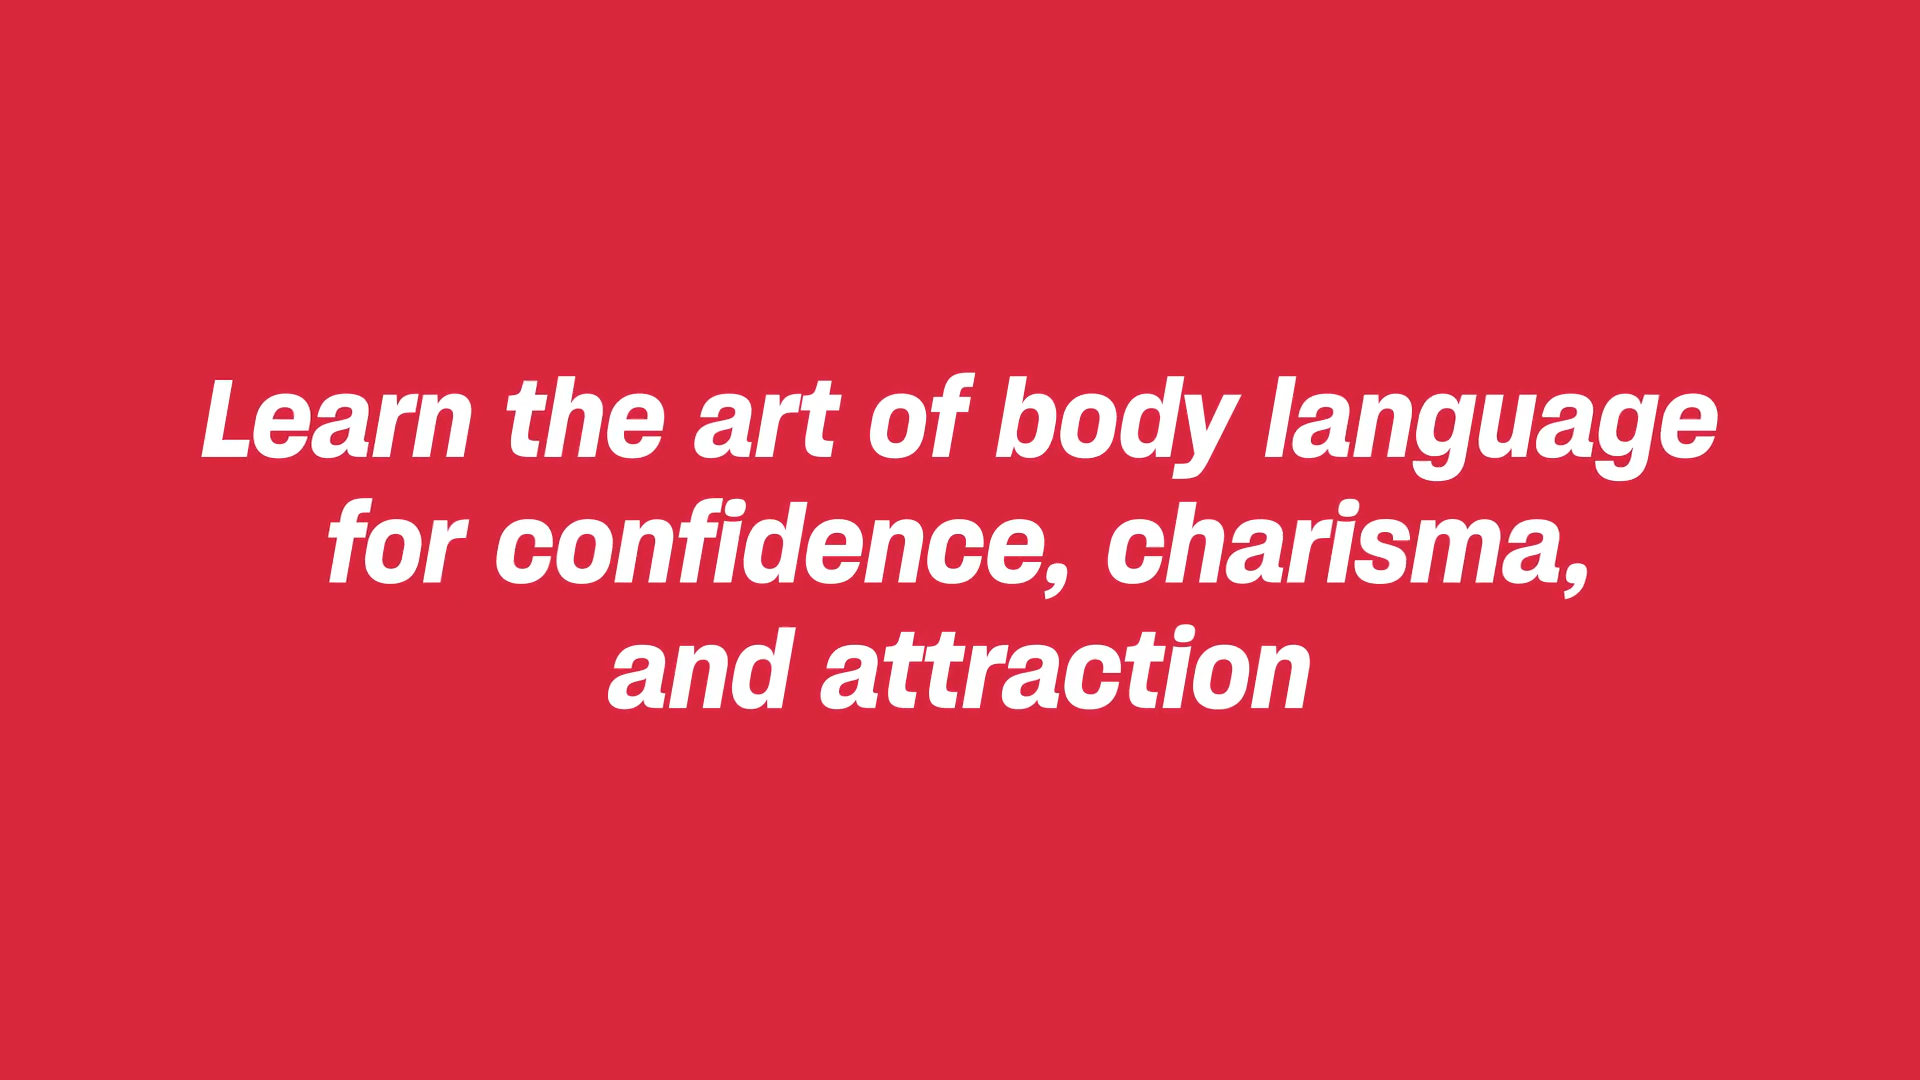 Learn the art of body language
for confidence, charisma,
and attraction